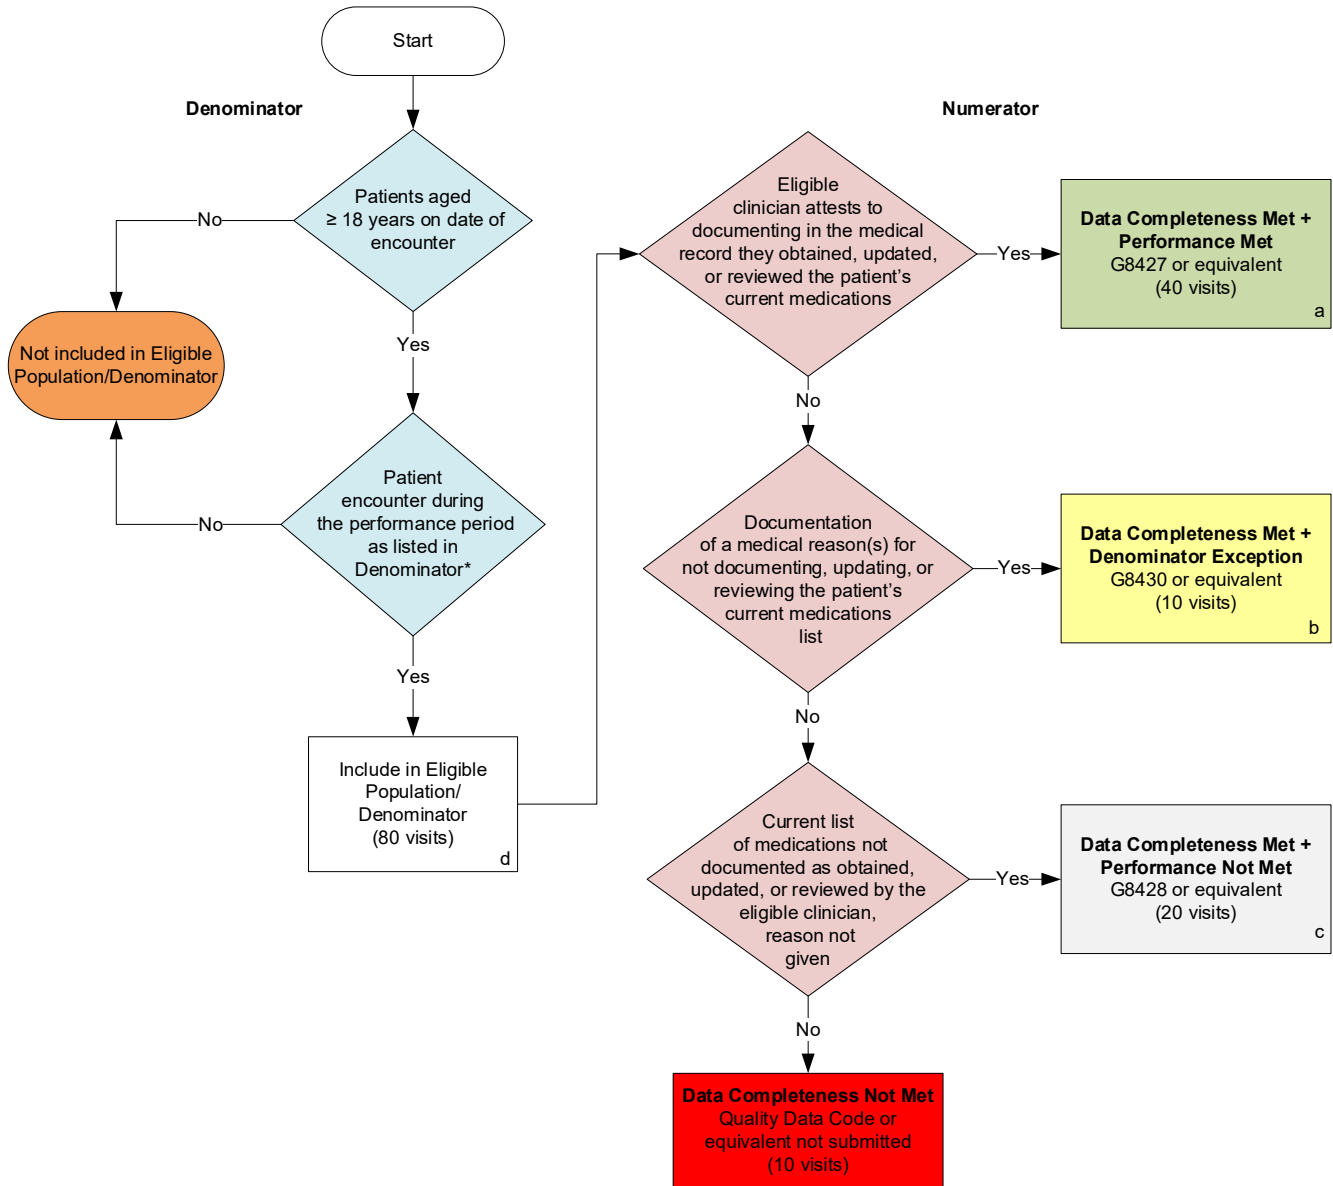 Start
Denominator
Patients aged
≥ 18 years on date of
encounter
No
Yes
Not included in Eligible
Population/Denominator
Patient
encounter during
the performance period
as listed in
Denominator*
No
Yes
Include in Eligible
Population/
Denominator
(80 visits)
d
Numerator
Eligible
clinician attests to
documenting in the medical
record they obtained, updated,
or reviewed the patient’s
current medications
Yes
Data Completeness Met +
Performance Met
G8427 or equivalent
(40 visits)
a
No
Documentation
of a medical reason(s) for
not documenting, updating, or
reviewing the patient’s
current medications
list
Yes
Data Completeness Met +
Denominator Exception
G8430 or equivalent
(10 visits)
b
No
Current list
of medications not
documented as obtained,
updated, or reviewed by the
eligible clinician,
reason not
given
Yes
Data Completeness Met +
Performance Not Met
G8428 or equivalent
(20 visits)
c
No
Data Completeness Not Met
Quality Data Code or
equivalent not submitted
(10 visits)